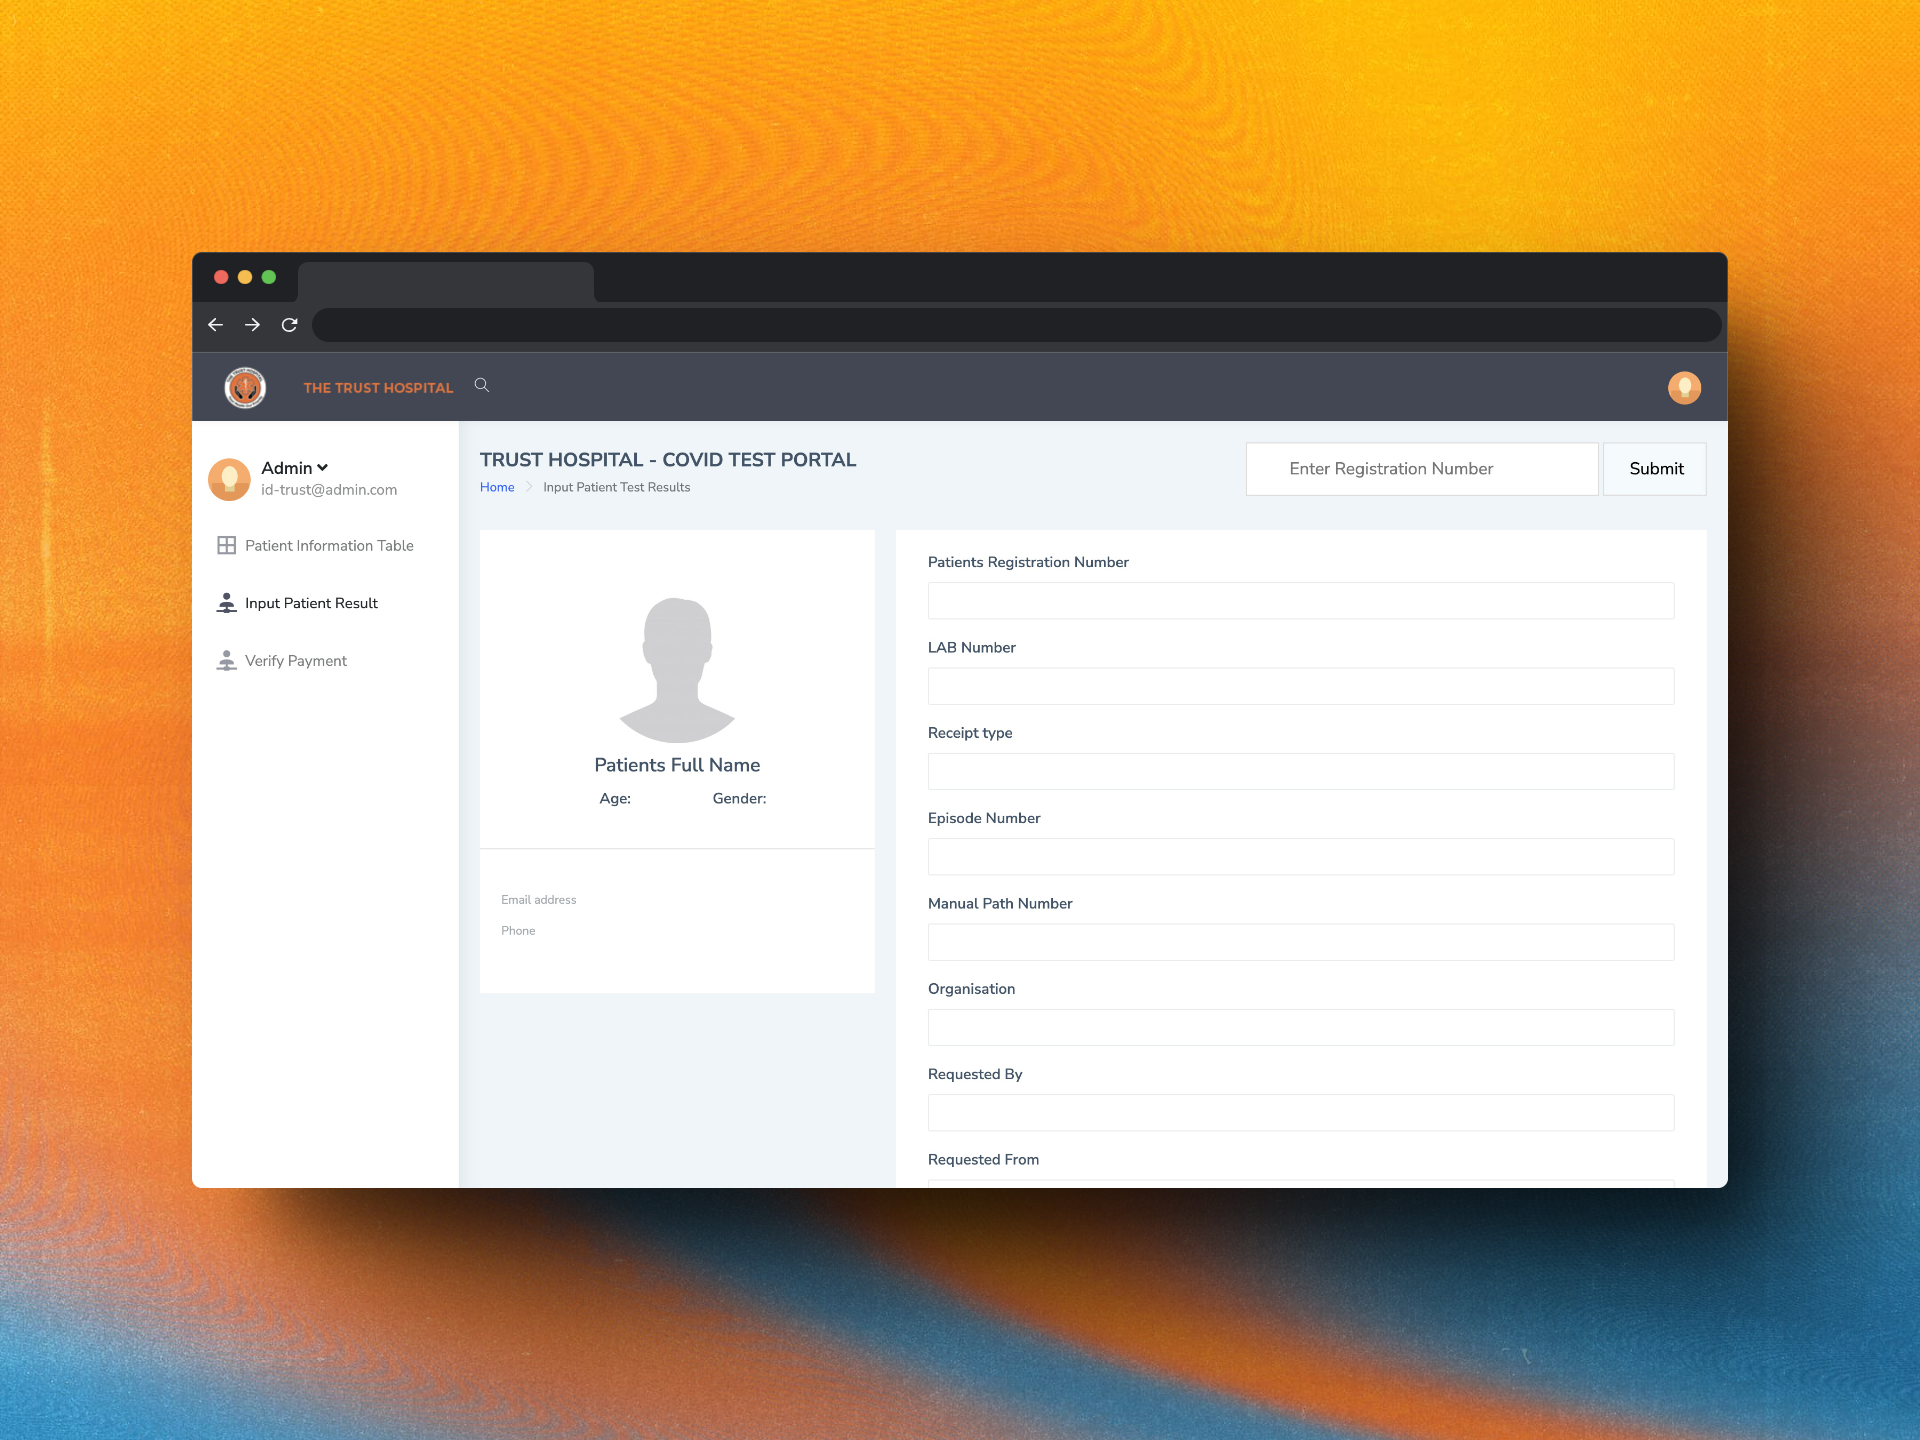 THE TRUST HOSPITAL
Admin
id-trust@admin.com
Patient Information Table
Input Patient Result
Verify Payment
TRUST HOSPITAL - COVID TEST PORTAL
Home
Input Patient Test Results
Enter Registration Number
Submit
Patients Full Name
Age:
Gender:
Email address
Phone
Patients Registration Number
LAB Number
Receipt type
Episode Number
Manual Path Number
Organisation
Requested By
Requested From